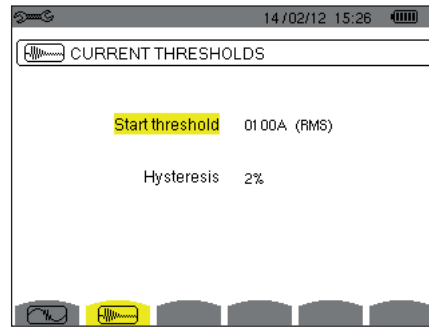 14/02/12 15:26
CURRENT THRESHOLDS
Start threshold 0100A (RMS)
Hysteresis 2%